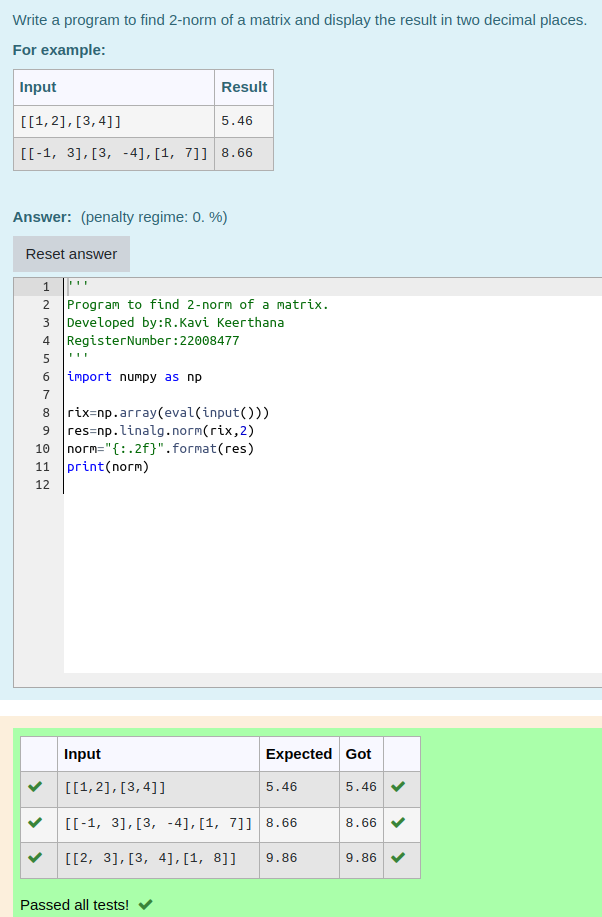 Write a program to find 2-norm of a matrix and display the result in two decimal places.
For example:
Input Result
[[1,2],[3,4]] 5.46
[[-1, 3],[3, -4],[1, 7]] 8.66
Answer: (penalty regime: 0. %)
Reset answer
1 '''
2 Program to find 2-norm of a matrix.
3 Developed by:R.Kavi Keerthana
4 RegisterNumber:22008477
5 '''
6 import numpy as np
7
8 rix=np.array(eval(input()))
9 res=np.linalg.norm(rix,2)
10 norm="{:.2f}".format(res)
11 print(norm)
12
Input Expected Got
[[1,2],[3,4]] 5.46 5.46
[[-1, 3],[3, -4],[1, 7]] 8.66 8.66
[[2, 3],[3, 4],[1, 8]] 9.86 9.86
Passed all tests!